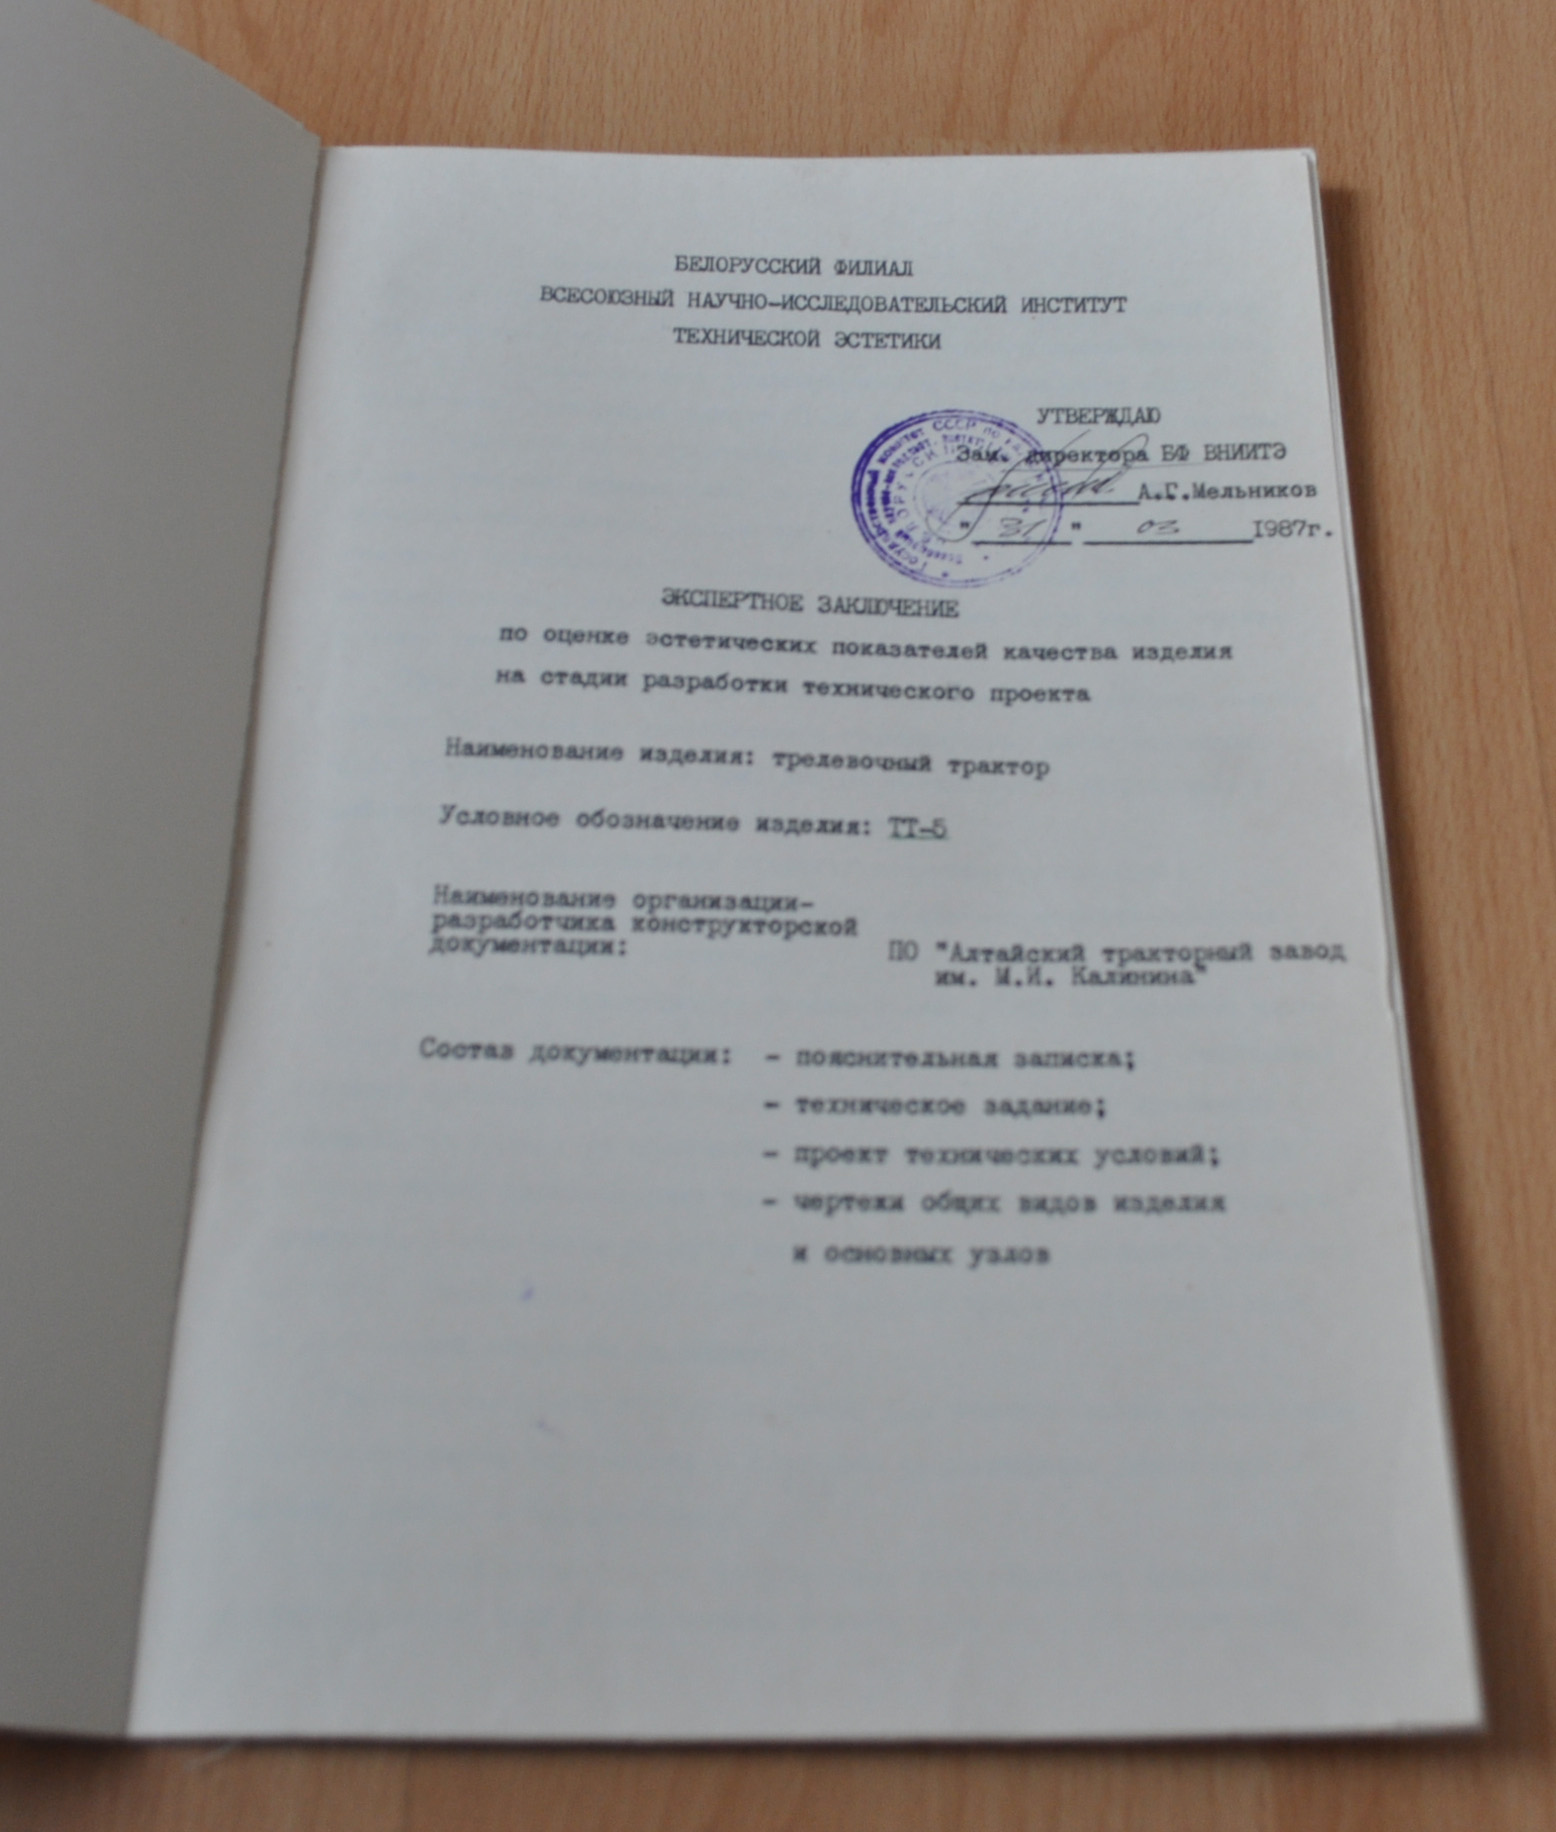 БЕЛОРУССКИЙ ФИЛИАЛ
ВСЕСОЮЗНЫЙ НАУЧНО-ИССЛЕДОВАТЕЛЬСКИЙ ИНСТИТУТ
ТЕХНИЧЕСКОЙ ЭСТЕТИКИ
УТВЕРЖДАЮ
Зам. директора БФ ВНИИТЭ
А.Г.Мельников
"31" 03 1987г.
ЭКСПЕРТНОЕ ЗАКЛЮЧЕНИЕ
по оценке эстетических показателей качества изделия
на стадии разработки технического проекта
Наименование изделия: трелевочный трактор
Условное обозначение изделия: ТТ-5
Наименование организации-
разработчика конструкторской
документации:
ПО "Алтайский тракторный завод
им. М.И. Калинина"
Состав документации: - пояснительная записка;
- техническое задание;
- проект технических условий;
- чертежи общих видов изделия
и основных узлов